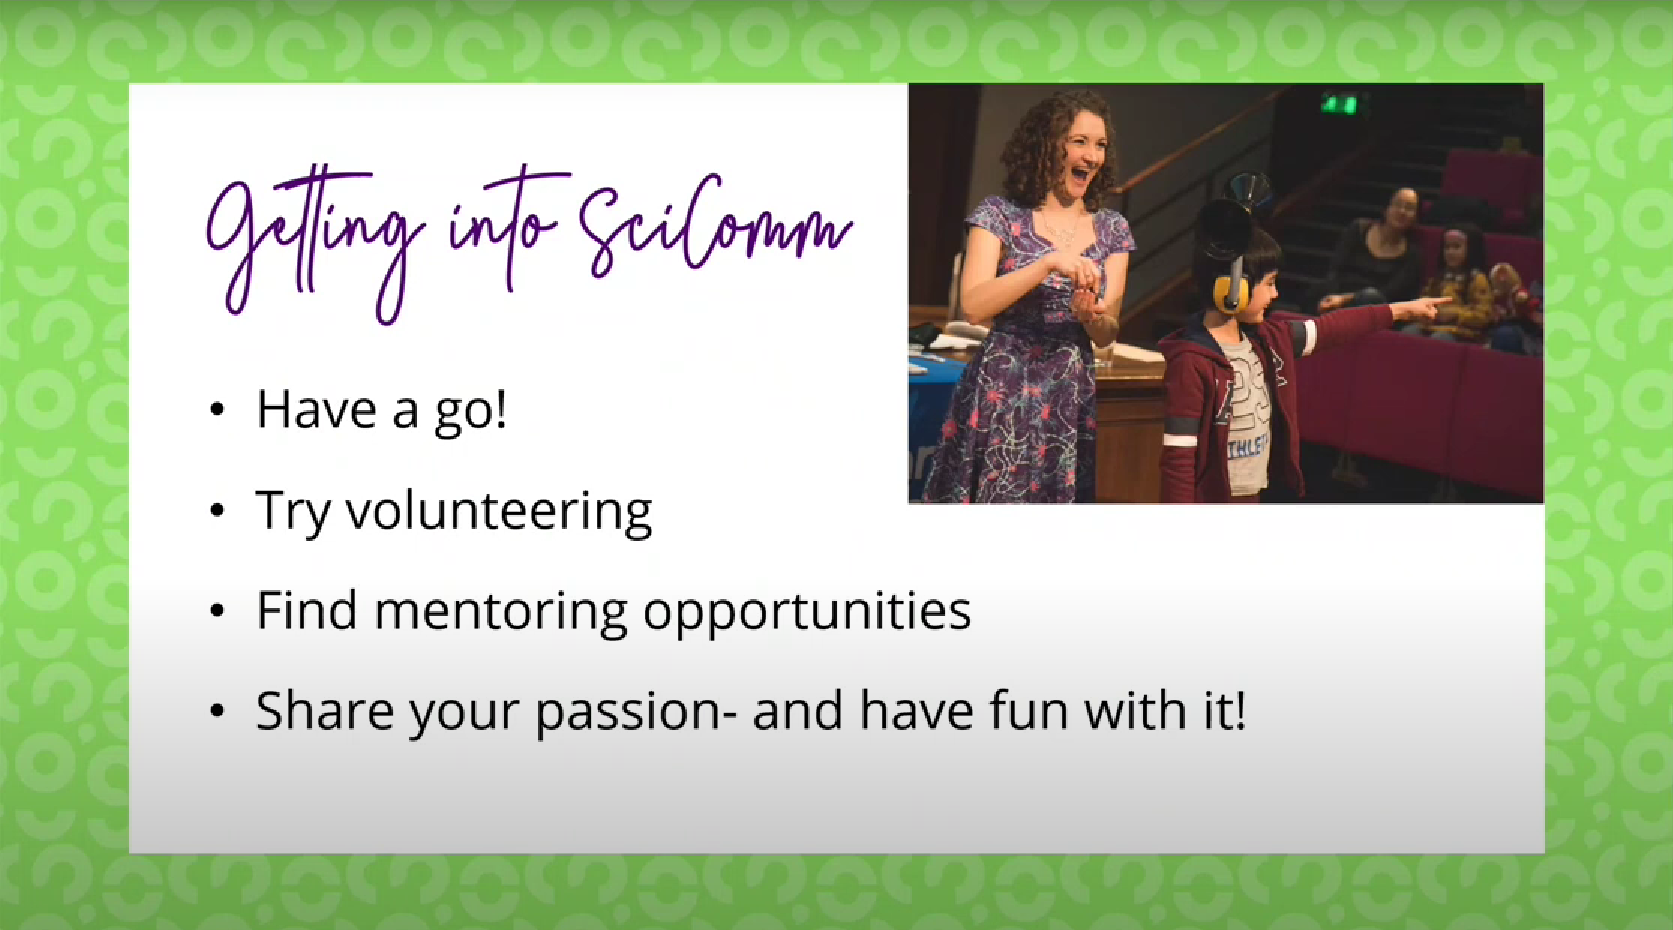 Getting into SciComm
• Have a go!
• Try volunteering
• Find mentoring opportunities
• Share your passion- and have fun with it!